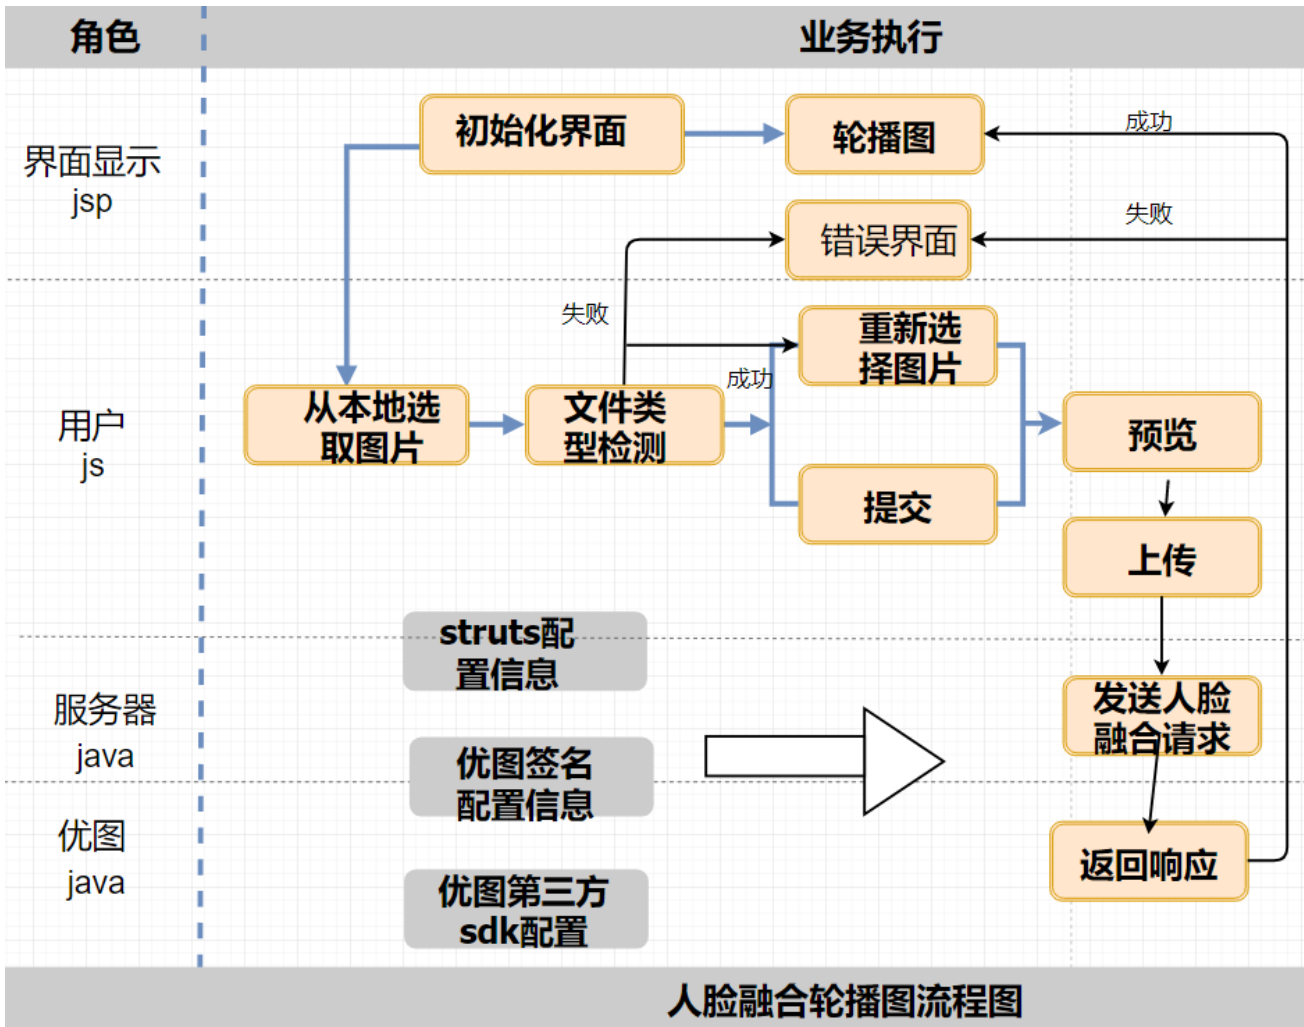 角色
业务执行
界面显示
jsp
初始化界面
轮播图
成功
错误界面
失败
用户
js
失败
从本地选
取图片
文件类
型检测
成功
重新选
择图片
提交
预览
上传
服务器
java
struts配
置信息
优图签名
配置信息
发送人脸
融合请求
优图
java
优图第三方
sdk配置
返回响应
人脸融合轮播图流程图